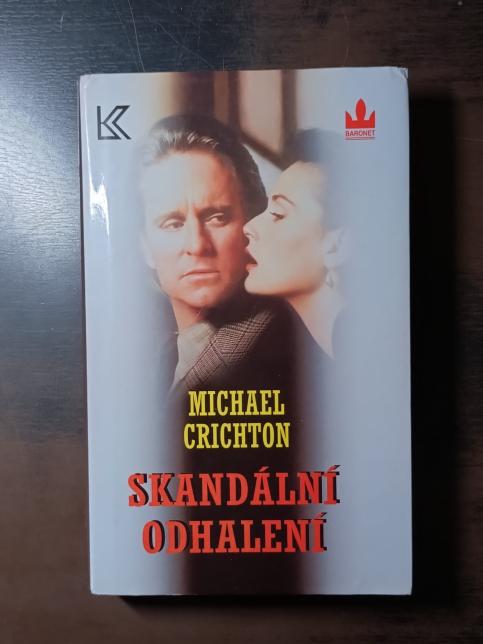 K
BARONET
MICHAEL
CRICHTON
SKANDÁLNÍ
ODHALENÍ